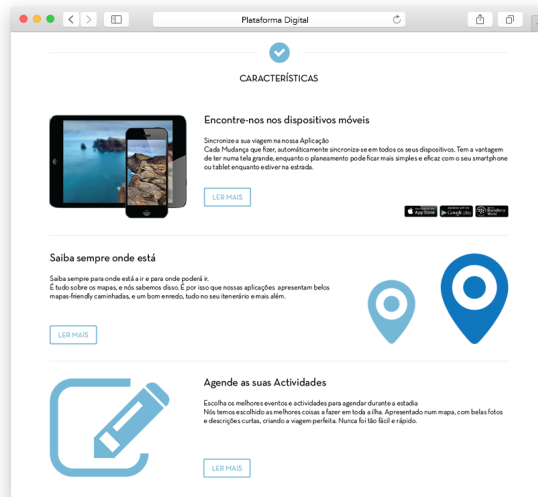 Plataforma Digital
CARACTERÍSTICAS
Encontre-nos nos dispositivos móveis
Sincronize a sua viagem na nossa Aplicação
Cada Mudança que fizer, automáticamente sincroniza-se em todos os seus dispositivos. Tem a vantagem
de ter numa tela grande, enquanto o planeamento pode ficar mais simples e eficaz com o seu smartphone
ou tablet enquanto estiver na estrada.
LER MAIS
App Store
Google play
Saiba sempre onde está
Saiba sempre para onde está a ir e para onde poderá ir.
É tudo sobre os mapas, e nós sabemos disso. É por isso que nossas aplicações apresentam belos
mapas-friendly caminhadas, e um bom enredo, tudo no seu itenerário e mais além.
LER MAIS
Agende as suas Actividades
Escolha os melhores eventos e actividades para agendar durante a estadia
Nós temos escolhido as melhores coisas a fazer em toda a ilha. Apresentado num mapa, com belas fotos
e descrições curtas, criando a viagem perfeita. Nunca foi tão fácil e rápido.
LER MAIS